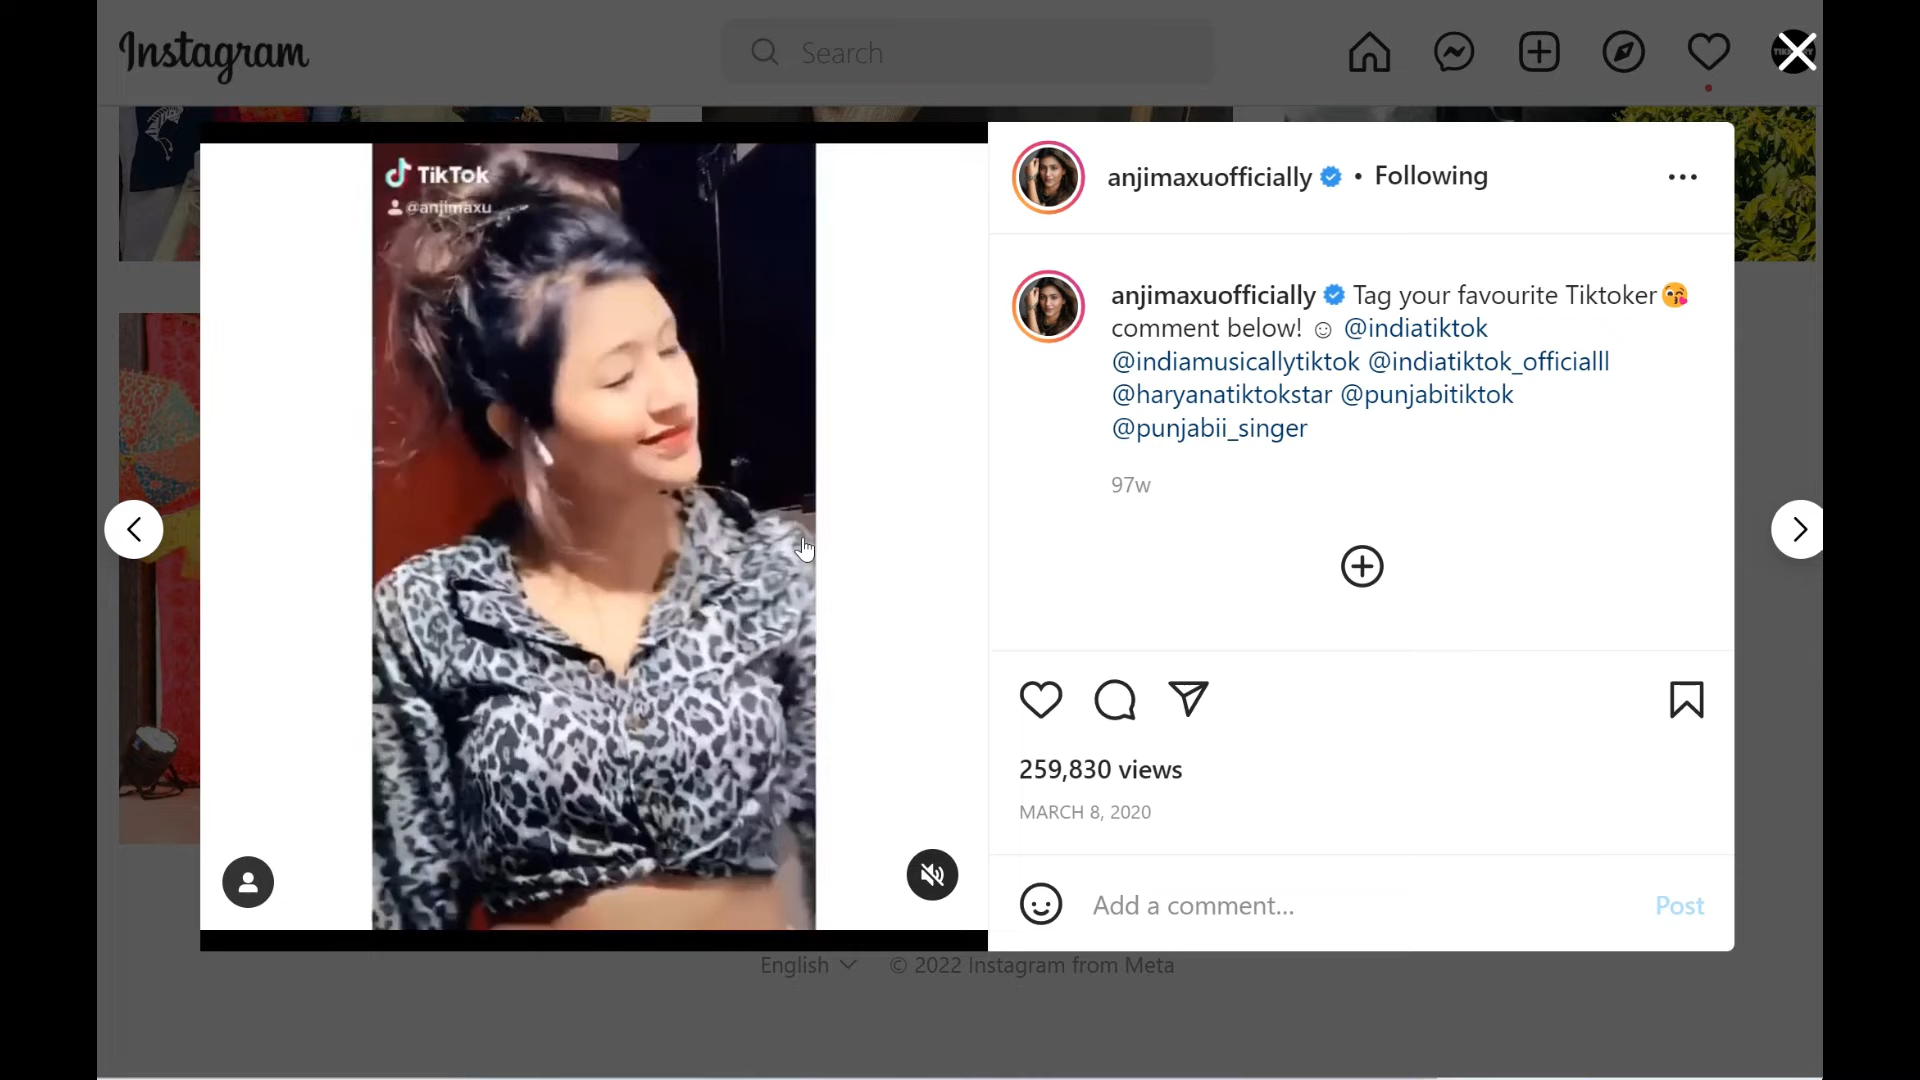 Instagram
Search
TikTok
@anjimaxu
anjimaxuofficially • Following
anjimaxuofficially Tag your favourite Tiktoker😘
comment below! ☺ @indiatiktok
@indiamusicallytiktok @indiatiktok_officialll
@haryanatiktokstar @punjabitiktok
@punjabii_singer
97w
259,830 views
MARCH 8, 2020
Add a comment... Post
English © 2022 Instagram from Meta